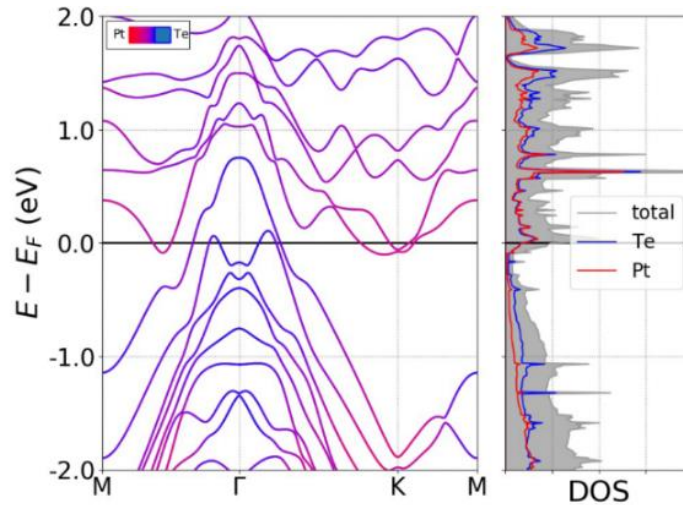 Pt Te
2.0
1.0
0.0
-1.0
-2.0
E − E_F (eV)
M Γ K M
total
Te
Pt
DOS